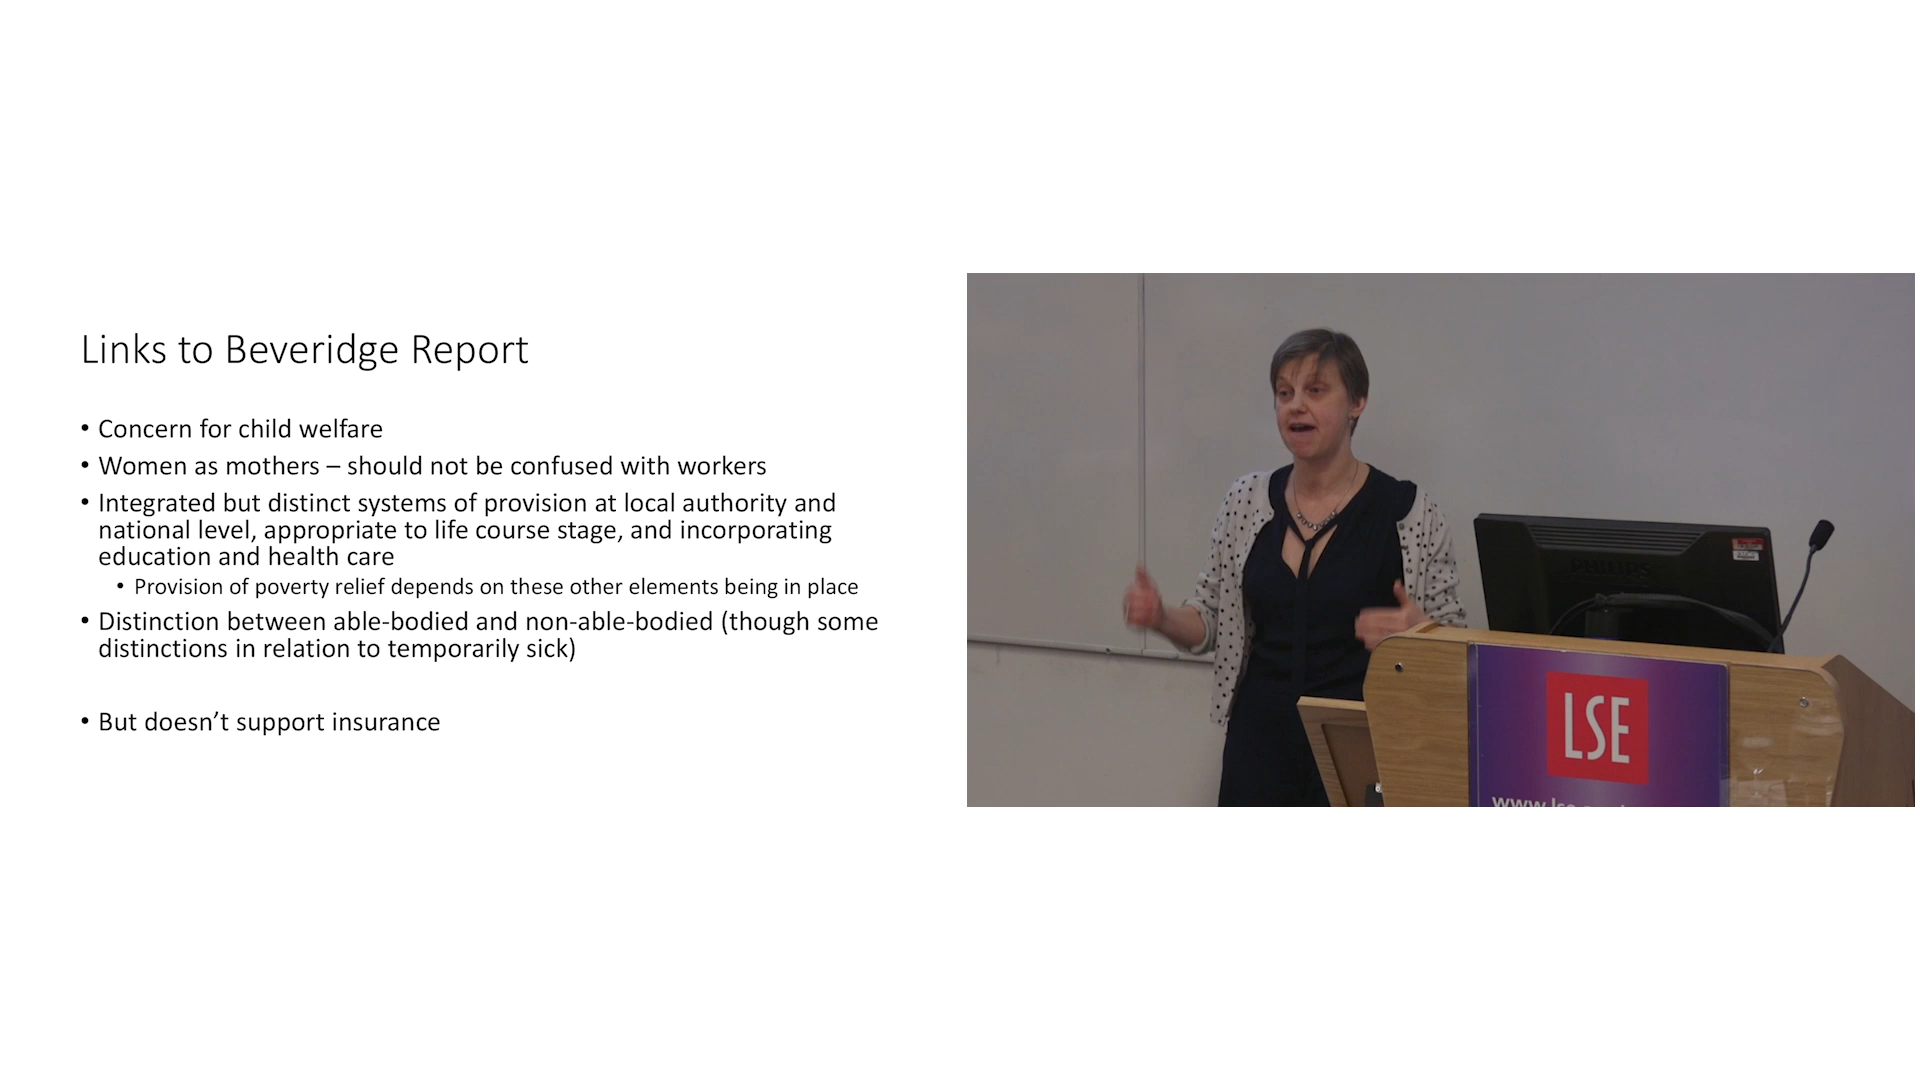 Links to Beveridge Report
• Concern for child welfare
• Women as mothers – should not be confused with workers
• Integrated but distinct systems of provision at local authority and
national level, appropriate to life course stage, and incorporating
education and health care
• Provision of poverty relief depends on these other elements being in place
• Distinction between able-bodied and non-able-bodied (though some
distinctions in relation to temporarily sick)
• But doesn’t support insurance
PHILIPS
LSE